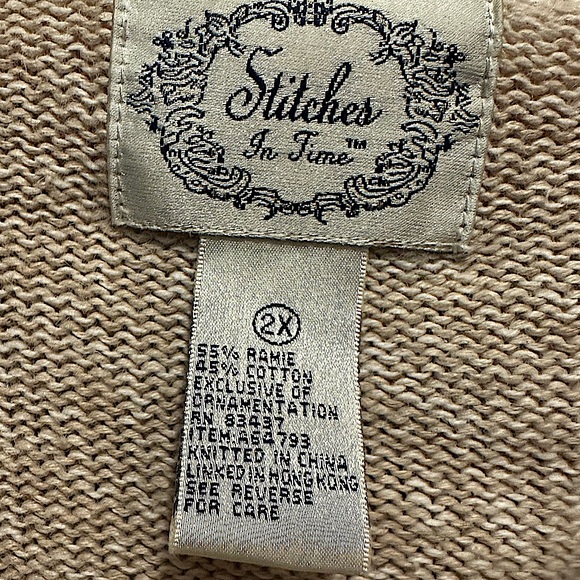 Stitches
In Time™
2X
55% RAMIE
45% COTTON
EXCLUSIVE OF
ORNAMENTATION
RN 83437
ITEM A54793
KNITTED IN CHINA
LINKED IN HONG KONG
SEE REVERSE
FOR CARE